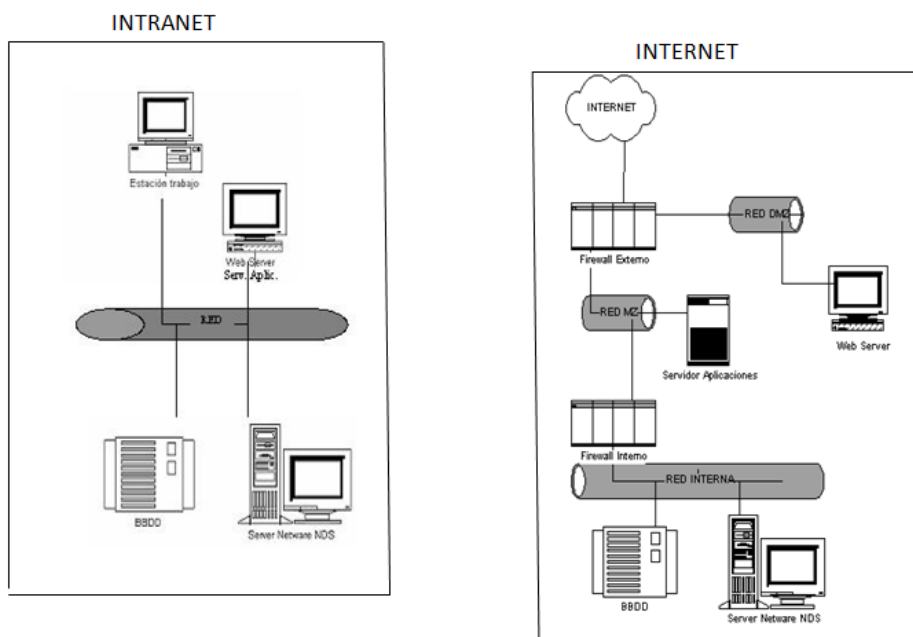 INTRANET
Estación trabajo
Web Server
Serv. Aplic.
RED
BBDD
Server Netware NDS
INTERNET
INTERNET
Firewall Externo
RED DMZ
Web Server
RED MZ
Servidor Aplicaciones
Firewall Interno
RED INTERNA
BBDD
Server Netware NDS